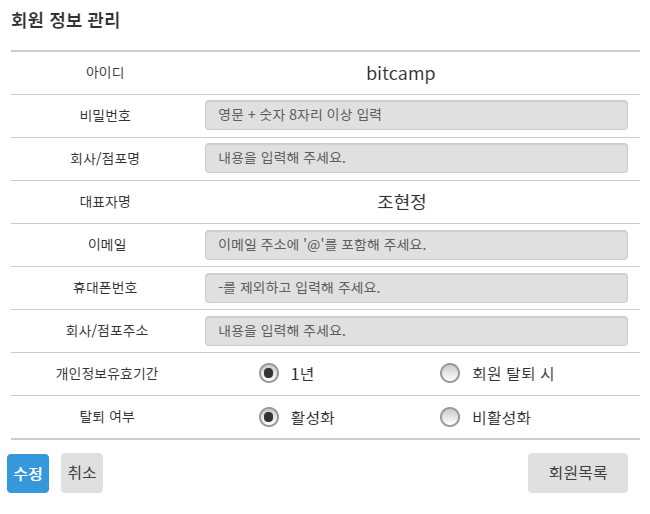 회원 정보 관리
아이디 bitcamp
비밀번호 영문 + 숫자 8자리 이상 입력
회사/점포명 내용을 입력해 주세요.
대표자명 조현정
이메일 이메일 주소에 '@'를 포함해 주세요.
휴대폰번호 -를 제외하고 입력해 주세요.
회사/점포주소 내용을 입력해 주세요.
개인정보유효기간 1년 회원 탈퇴 시
탈퇴 여부 활성화 비활성화
수정 취소 회원목록